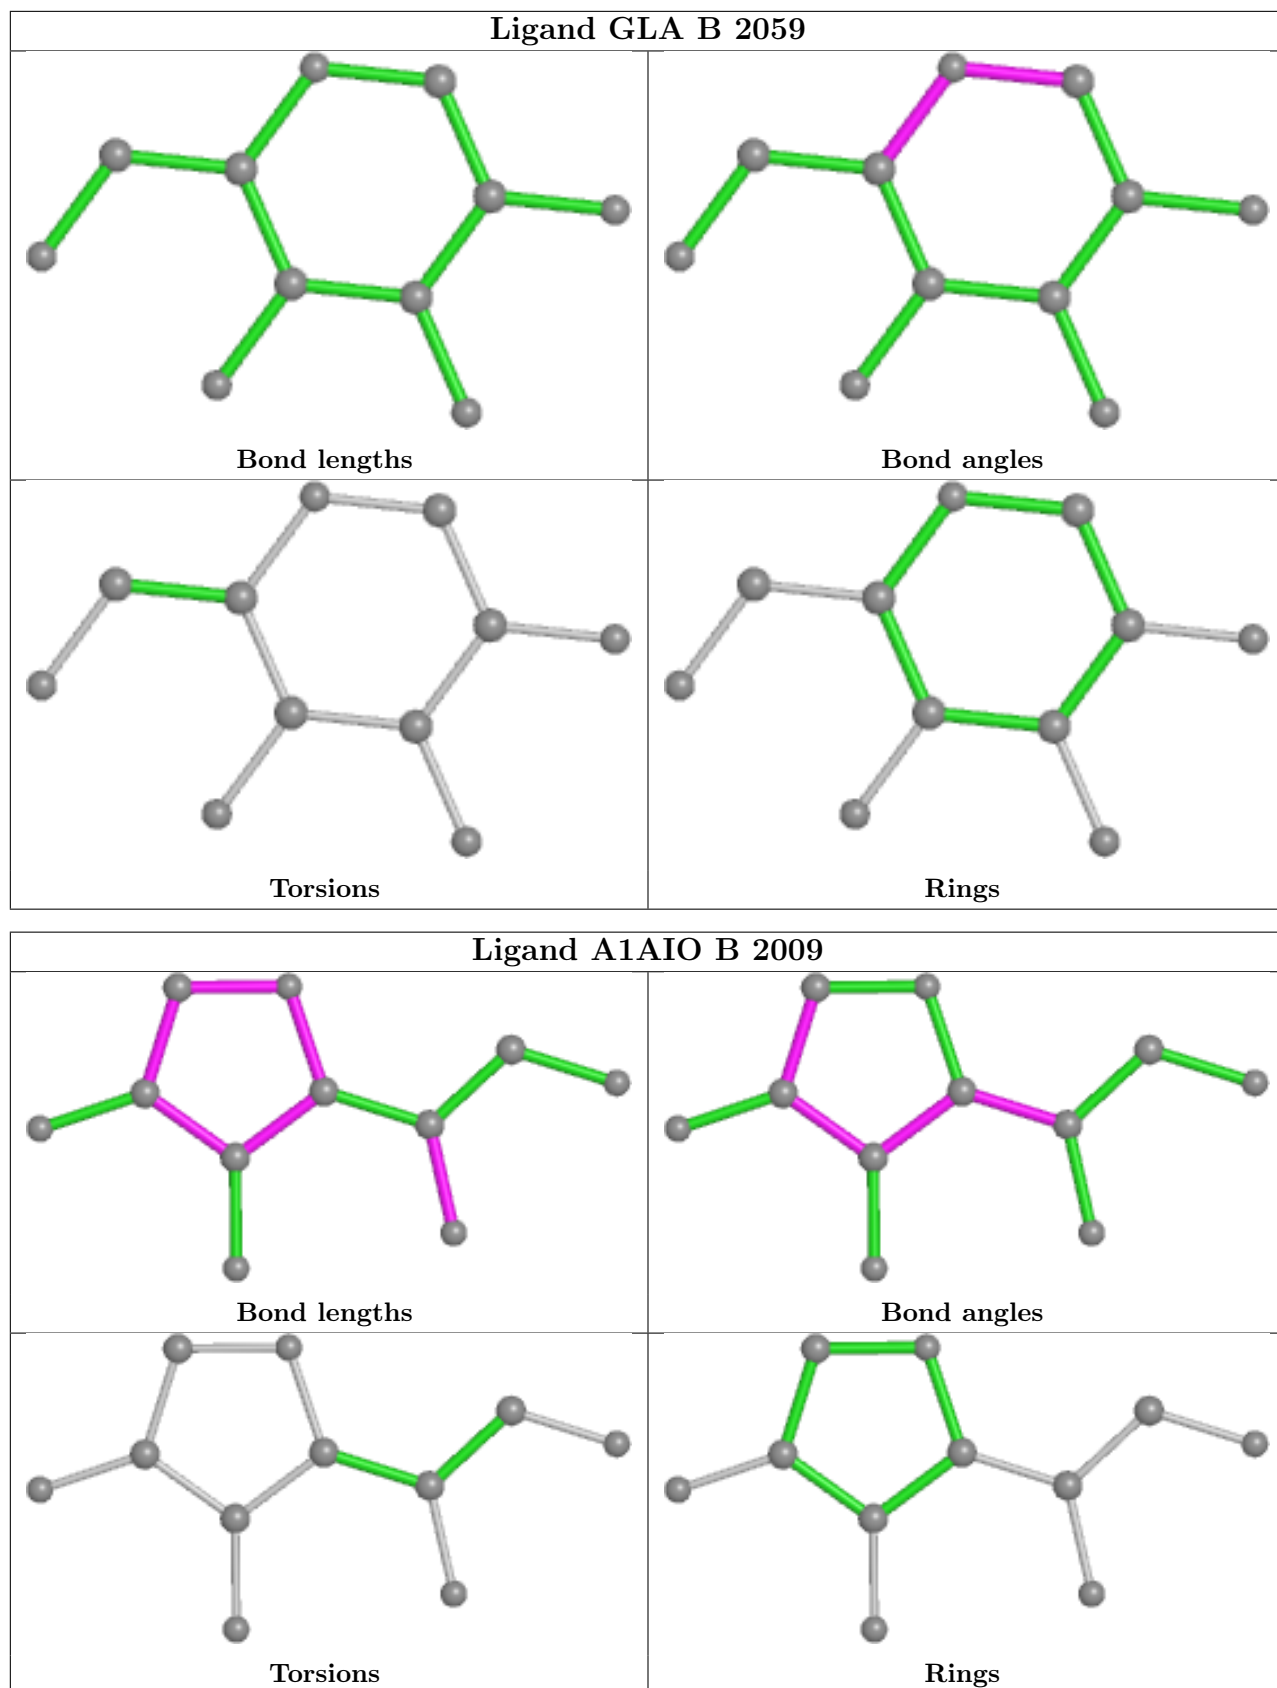 Ligand GLA B 2059
Bond lengths
Bond angles
Torsions
Rings
Ligand A1AIO B 2009
Bond lengths
Bond angles
Torsions
Rings